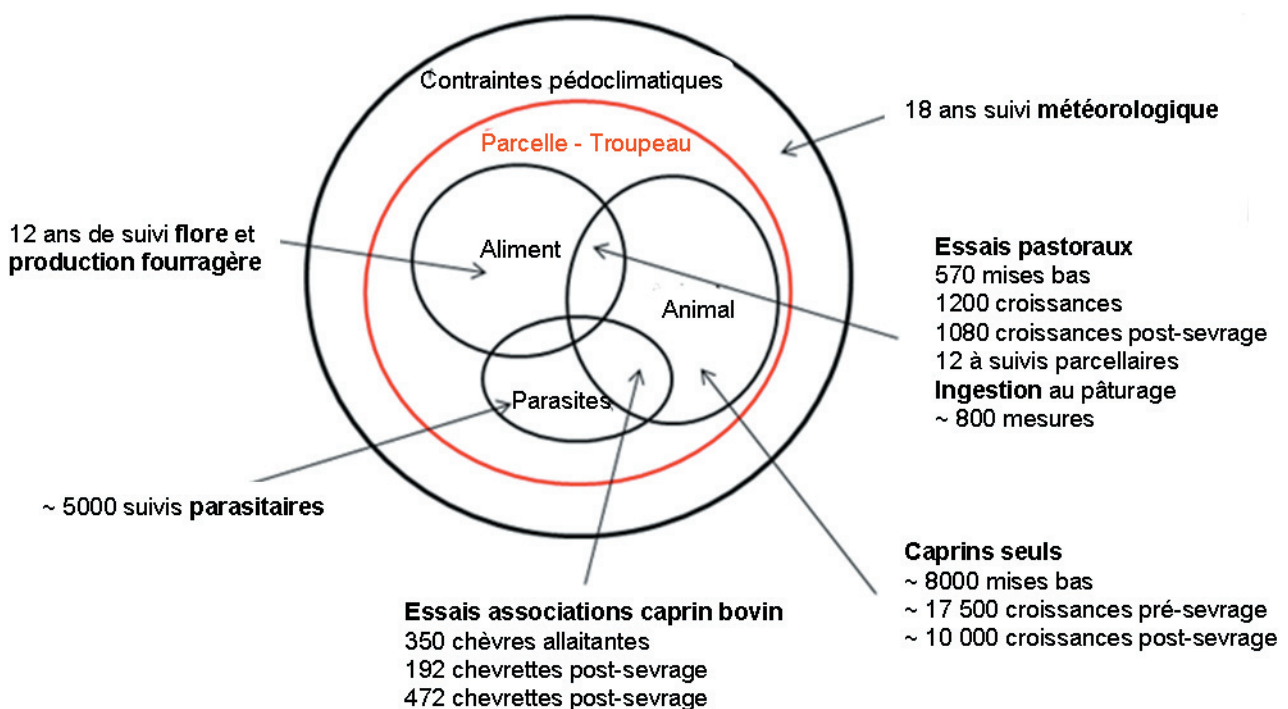 Contraintes pédoclimatiques
18 ans suivi météorologique
Parcelle - Troupeau
12 ans de suivi flore et
production fourragère
Aliment
Animal
Parasites
Essais pastoraux
570 mises bas
1200 croissances
1080 croissances post-sevrage
12 à suivis parcellaires
Ingestion au pâturage
~ 800 mesures
~ 5000 suivis parasitaires
Essais associations caprin bovin
350 chèvres allaitantes
192 chevrettes post-sevrage
472 chevrettes post-sevrage
Caprins seuls
~ 8000 mises bas
~ 17 500 croissances pré-sevrage
~ 10 000 croissances post-sevrage